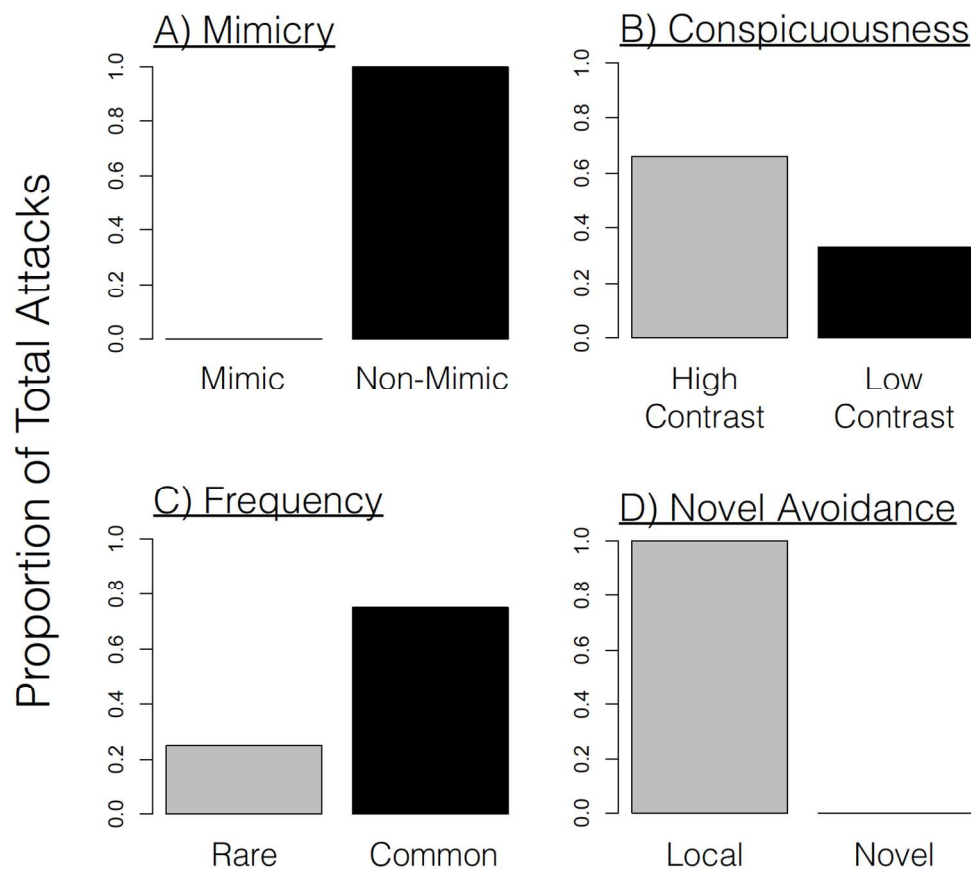 Proportion of Total Attacks
A) Mimicry
1.0
0.8
0.6
0.4
0.2
0.0
Mimic
Non-Mimic
B) Conspicuousness
1.0
0.8
0.6
0.4
0.2
0.0
High
Contrast
Low
Contrast
C) Frequency
1.0
0.8
0.6
0.4
0.2
0.0
Rare
Common
D) Novel Avoidance
1.0
0.8
0.6
0.4
0.2
0.0
Local
Novel